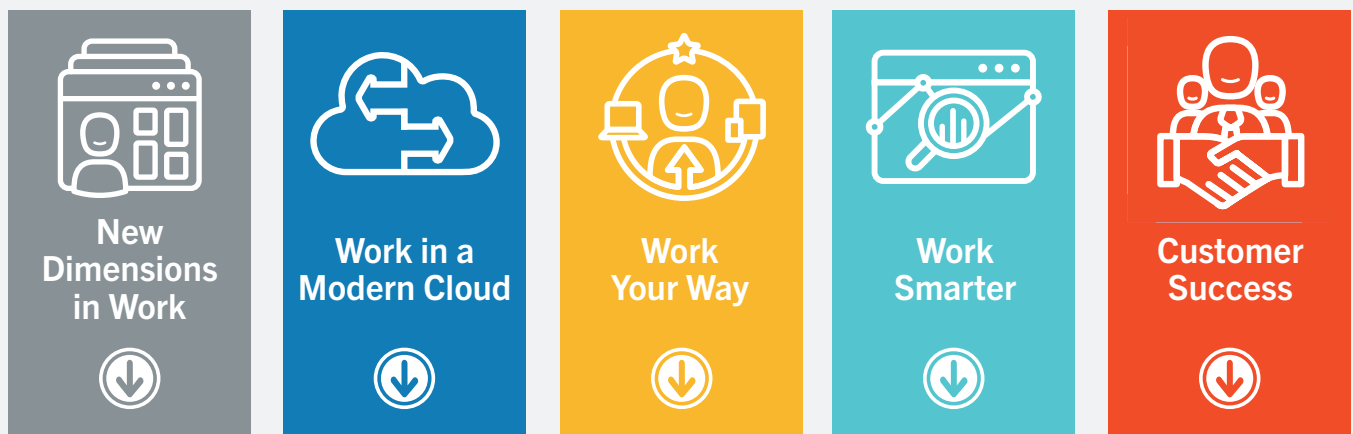 New
Dimensions
in Work
Work in a
Modern Cloud
Work
Your Way
Work
Smarter
Customer
Success